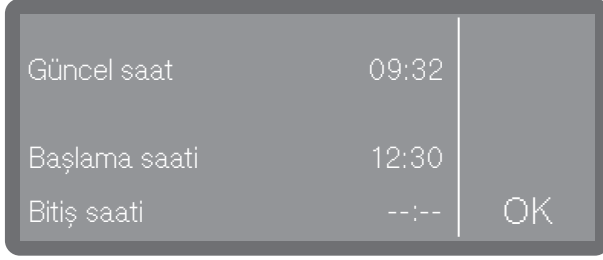 Güncel saat 09:32
Başlama saati 12:30
Bitiş saati --:-- OK